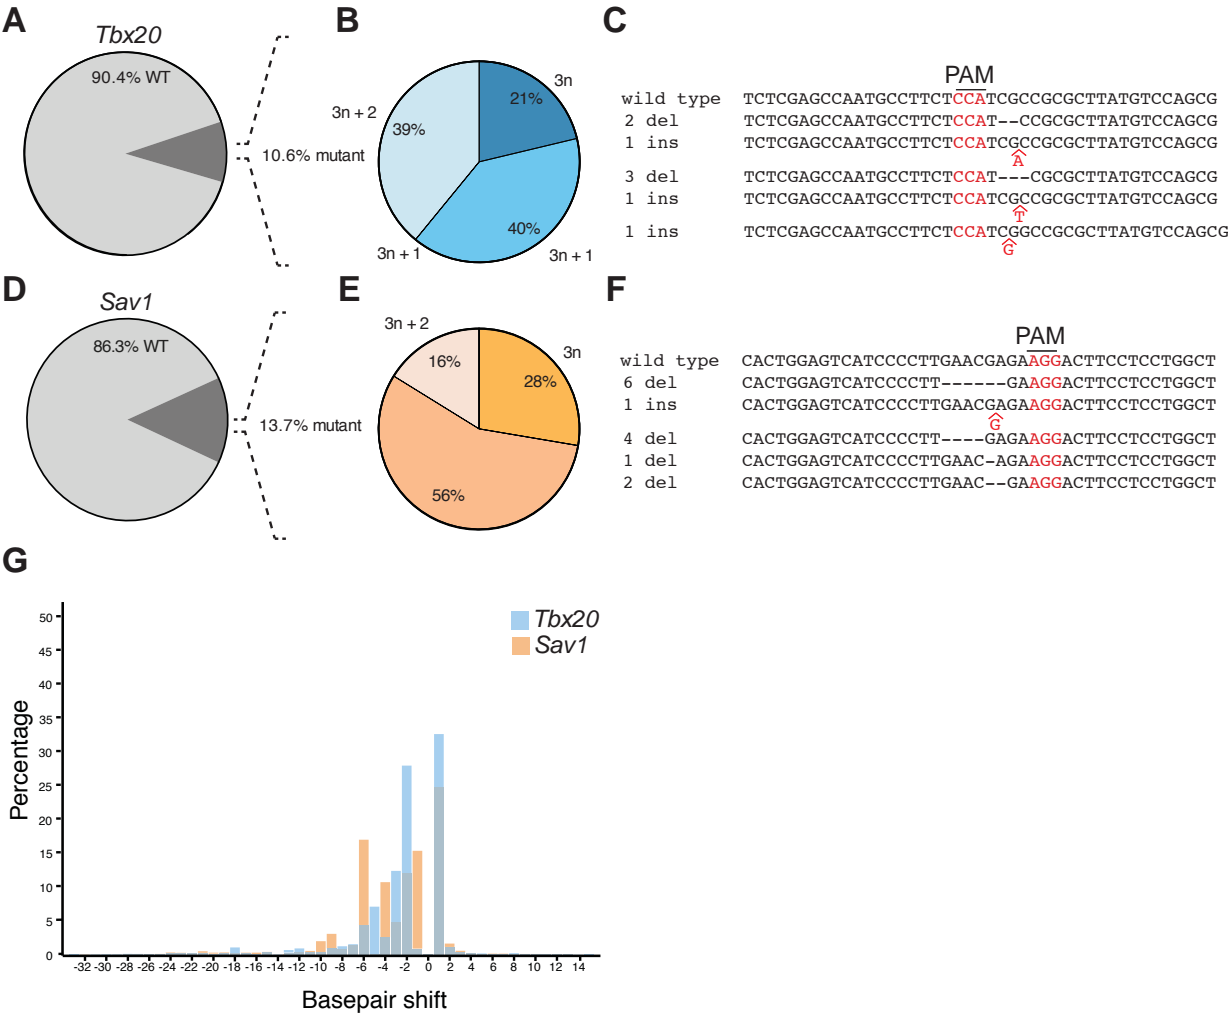 A
Tbx20
90.4% WT
10.6% mutant
B
3n
21%
3n + 2
39%
40%
3n + 1
3n + 1
C
PAM
wild type TCTCGAGCCAATGCCTTCTCCATCGCCGCGCTTATGTCCAGCG
2 del TCTCGAGCCAATGCCTTCTCCAT--CCGCGCTTATGTCCAGCG
1 ins TCTCGAGCCAATGCCTTCTCCATCGCCGCGCTTATGTCCAGCG
A
3 del TCTCGAGCCAATGCCTTCTCCAT---CGCGCTTATGTCCAGCG
1 ins TCTCGAGCCAATGCCTTCTCCATCGCCGCGCTTATGTCCAGCG
T
1 ins TCTCGAGCCAATGCCTTCTCCATCGGCCGCGCTTATGTCCAGCG
G
D
Sav1
86.3% WT
13.7% mutant
E
3n + 2
3n
16%
28%
56%
F
PAM
wild type CACTGGAGTCATCCCCTTGAACGAGAAGGACTTCCTCCTGGCT
6 del CACTGGAGTCATCCCCTT------GAAGGACTTCCTCCTGGCT
1 ins CACTGGAGTCATCCCCTTGAACGAGAAGGACTTCCTCCTGGCT
G
4 del CACTGGAGTCATCCCCTT----GAGAAGGACTTCCTCCTGGCT
1 del CACTGGAGTCATCCCCTTGAAC-AGAAGGACTTCCTCCTGGCT
2 del CACTGGAGTCATCCCCTTGAAC--GAAGGACTTCCTCCTGGCT
G
Tbx20
Sav1
Percentage
50
45
40
35
30
25
20
15
10
5
0
-32 -30 -28 -26 -24 -22 -20 -18 -16 -14 -12 -10 -8 -6 -4 -2 0 2 4 6 8 10 12 14
Basepair shift